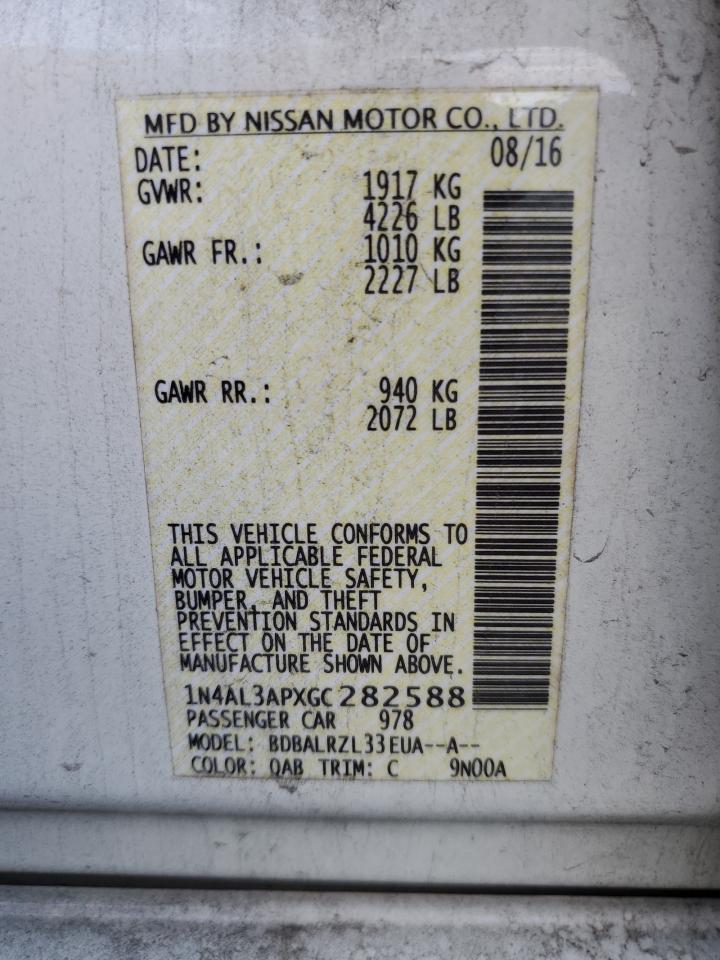 MFD BY NISSAN MOTOR CO., LTD.
DATE: 08/16
GVWR: 1917 KG
4226 LB
GAWR FR.: 1010 KG
2227 LB
GAWR RR.: 940 KG
2072 LB
THIS VEHICLE CONFORMS TO
ALL APPLICABLE FEDERAL
MOTOR VEHICLE SAFETY,
BUMPER, AND THEFT
PREVENTION STANDARDS IN
EFFECT ON THE DATE OF
MANUFACTURE SHOWN ABOVE.
1N4AL3APXGC282588
PASSENGER CAR 978
MODEL: BDBALRZL33EUA--A--
COLOR: QAB TRIM: C 9N00A